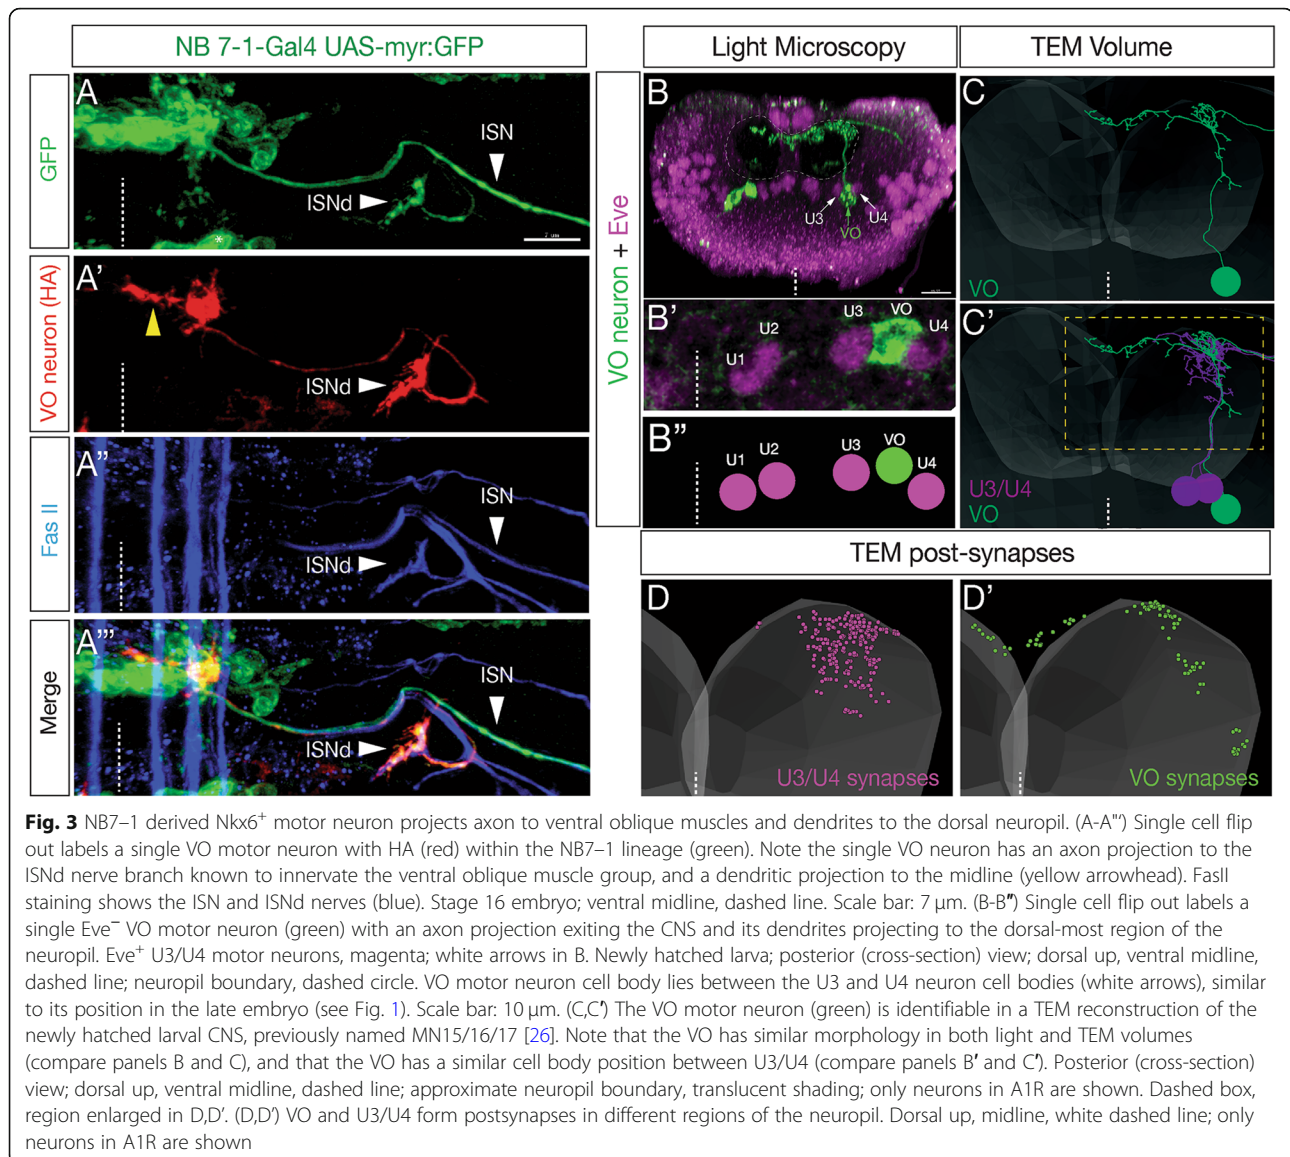 NB 7-1-Gal4 UAS-myr:GFP
GFP
A
ISN
ISNd
*
VO neuron (HA)
A'
ISNd
Fas II
A"
ISN
ISNd
Merge
A"'
ISN
ISNd
Light Microscopy
TEM Volume
VO neuron + Eve
B
U3
U4
VO
B'
U1
U2
U3
VO
U4
B"
U1
U2
U3
VO
U4
C
VO
C'
U3/U4
VO
TEM post-synapses
D
U3/U4 synapses
D'
VO synapses
Fig. 3 NB7–1 derived Nkx6⁺ motor neuron projects axon to ventral oblique muscles and dendrites to the dorsal neuropil. (A-A"') Single cell flip
out labels a single VO motor neuron with HA (red) within the NB7–1 lineage (green). Note the single VO neuron has an axon projection to the
ISNd nerve branch known to innervate the ventral oblique muscle group, and a dendritic projection to the midline (yellow arrowhead). FasII
staining shows the ISN and ISNd nerves (blue). Stage 16 embryo; ventral midline, dashed line. Scale bar: 7 μm. (B-B") Single cell flip out labels a
single Eve⁻ VO motor neuron (green) with an axon projection exiting the CNS and its dendrites projecting to the dorsal-most region of the
neuropil. Eve⁺ U3/U4 motor neurons, magenta; white arrows in B. Newly hatched larva; posterior (cross-section) view; dorsal up, ventral midline,
dashed line; neuropil boundary, dashed circle. VO motor neuron cell body lies between the U3 and U4 neuron cell bodies (white arrows), similar
to its position in the late embryo (see Fig. 1). Scale bar: 10 μm. (C,C′) The VO motor neuron (green) is identifiable in a TEM reconstruction of the
newly hatched larval CNS, previously named MN15/16/17 [26]. Note that the VO has similar morphology in both light and TEM volumes
(compare panels B and C), and that the VO has a similar cell body position between U3/U4 (compare panels B′ and C′). Posterior (cross-section)
view; dorsal up, ventral midline, dashed line; approximate neuropil boundary, translucent shading; only neurons in A1R are shown. Dashed box,
region enlarged in D,D′. (D,D′) VO and U3/U4 form postsynapses in different regions of the neuropil. Dorsal up, midline, white dashed line; only
neurons in A1R are shown